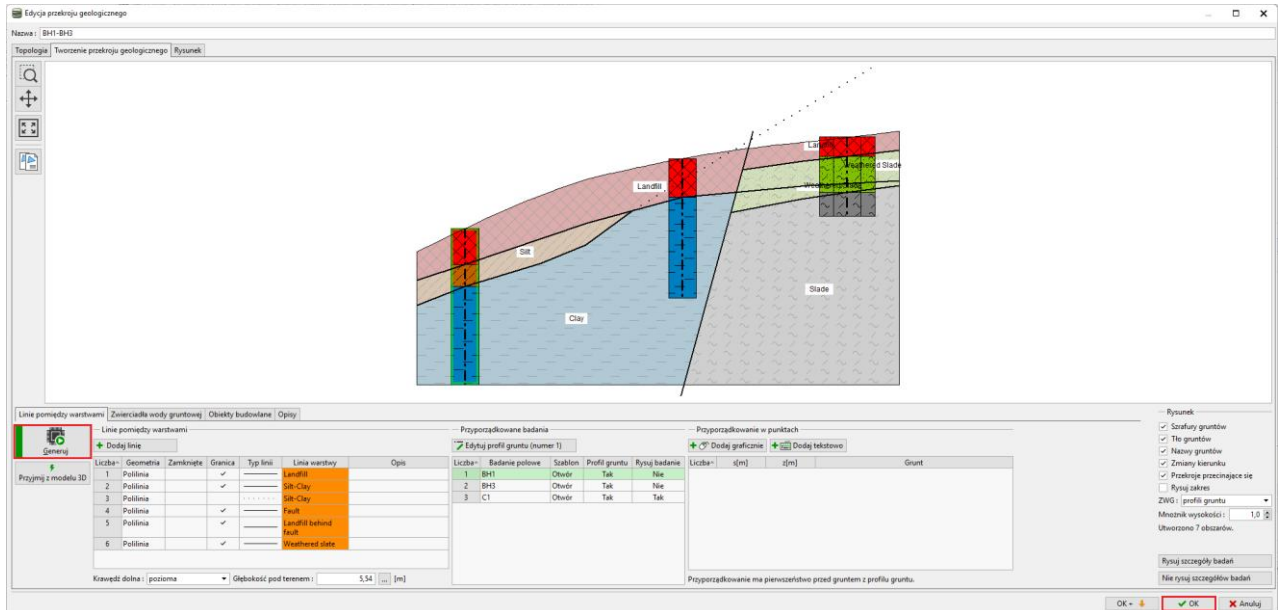 Edycja przekroju geologicznego
Nazwa : BH1-BH3
Topologia Tworzenie przekroju geologicznego Rysunek
Landfill
Weathered Slade
Landfill
Silt
Slade
Clay
Linie pomiędzy warstwami Zwierciadła wody gruntowej Obiekty budowlane Opisy
Generuj
Przyjmij z modelu 3D
Linie pomiędzy warstwami
Dodaj linię
Liczba Geometria Zamknięte Granica Typ linii Linia warstwy Opis
1 Polilinia Landfill
2 Polilinia Silt-Clay
3 Polilinia Silt-Clay
4 Polilinia Fault
5 Polilinia Landfill behind
fault
6 Polilinia Weathered slate
Krawędź dolna : pozioma Głębokość pod terenem : 5,54 ... [m]
Przyporządkowane badania
Edytuj profil gruntu (numer 1)
Liczba Badanie polowe Szablon Profil gruntu Rysuj badanie
1 BH1 Otwór Tak Nie
2 BH3 Otwór Tak Nie
3 C1 Otwór Tak Tak
Przyporządkowanie w punktach
Dodaj graficznie Dodaj tekstowo
Liczba s[m] z[m] Grunt
Przyporządkowanie ma pierwszeństwo przed gruntem z profilu gruntu.
Rysunek
Szrafury gruntów
Tło gruntów
Nazwy gruntów
Zmiany kierunku
Przekroje przecinające się
Rysuj zakres
ZWG : profili gruntu
Mnożnik wysokości : 1,0
Utworzono 7 obszarów.
Rysuj szczegóły badań
Nie rysuj szczegółów badań
OK + OK Anuluj